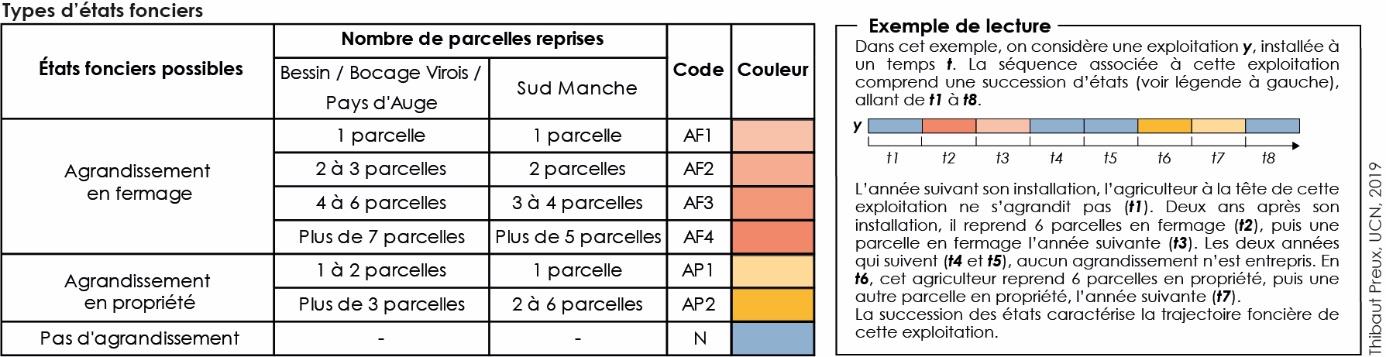 Types d'états fonciers
États fonciers possibles
Nombre de parcelles reprises
Bessin / Bocage Virois /
Pays d'Auge
Sud Manche
Code
Couleur
Agrandissement
en fermage
1 parcelle 1 parcelle AF1
2 à 3 parcelles 2 parcelles AF2
4 à 6 parcelles 3 à 4 parcelles AF3
Plus de 7 parcelles Plus de 5 parcelles AF4
Agrandissement
en propriété
1 à 2 parcelles 1 parcelle AP1
Plus de 3 parcelles 2 à 6 parcelles AP2
Pas d'agrandissement - - N
Exemple de lecture
Dans cet exemple, on considère une exploitation y, installée à
un temps t. La séquence associée à cette exploitation
comprend une succession d'états (voir légende à gauche),
allant de t1 à t8.
y
t1 t2 t3 t4 t5 t6 t7 t8
L'année suivant son installation, l'agriculteur à la tête de cette
exploitation ne s'agrandit pas (t1). Deux ans après son
installation, il reprend 6 parcelles en fermage (t2), puis une
parcelle en fermage l'année suivante (t3). Les deux années
qui suivent (t4 et t5), aucun agrandissement n'est entrepris. En
t6, cet agriculteur reprend 6 parcelles en propriété, puis une
autre parcelle en propriété, l'année suivante (t7).
La succession des états caractérise la trajectoire foncière de
cette exploitation.
Thibaut Preux, UCN, 2019